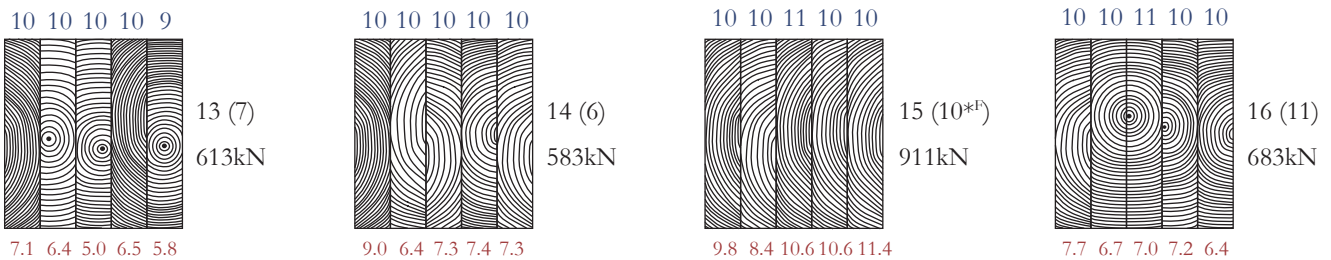 10 10 10 10 9
13 (7)
613kN
7.1 6.4 5.0 6.5 5.8
10 10 10 10 10
14 (6)
583kN
9.0 6.4 7.3 7.4 7.3
10 10 11 10 10
15 (10*F)
911kN
9.8 8.4 10.6 10.6 11.4
10 10 11 10 10
16 (11)
683kN
7.7 6.7 7.0 7.2 6.4